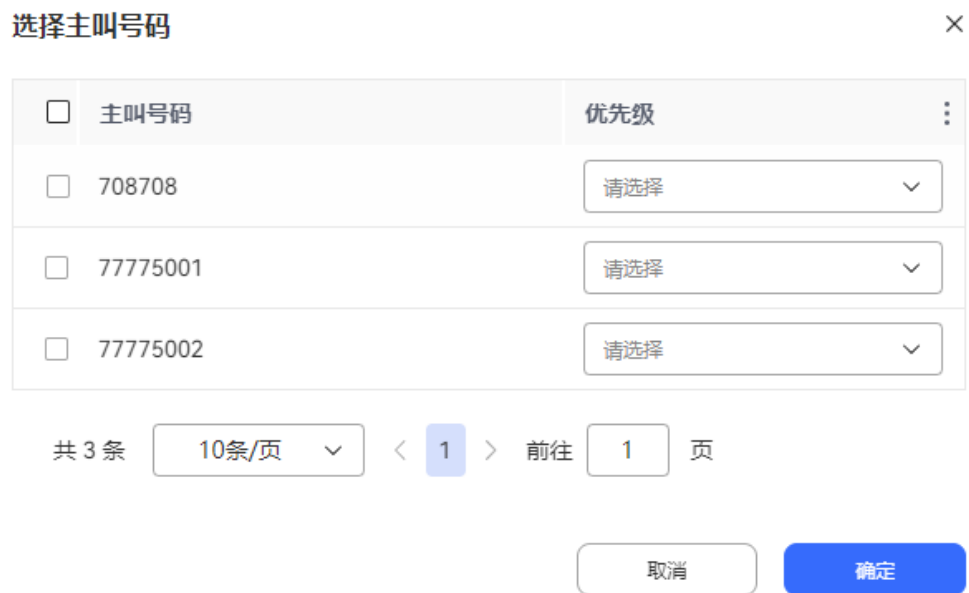 选择主叫号码
主叫号码 优先级
708708 请选择
77775001 请选择
77775002 请选择
共 3 条 10条/页 1 前往 1 页
取消 确定